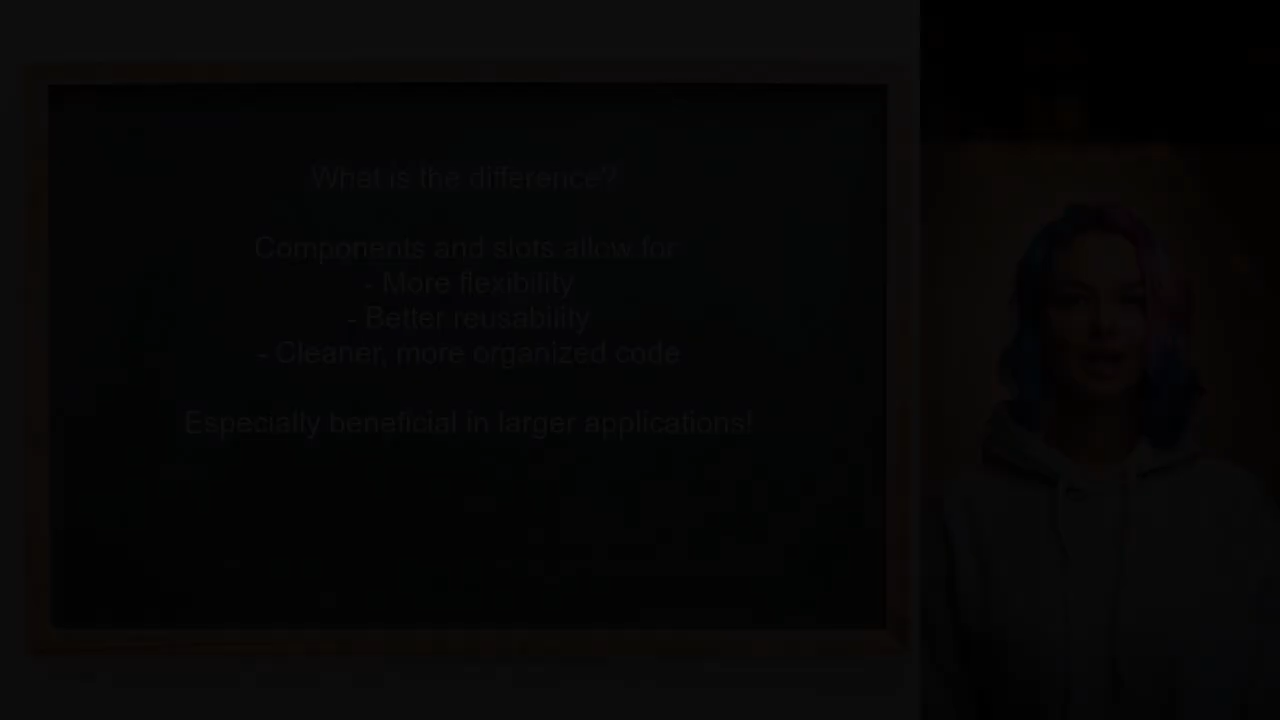 What is the difference?
Components and slots allow for
- More flexibility
- Better reusability
- Cleaner, more organized code
Especially beneficial in larger applications!